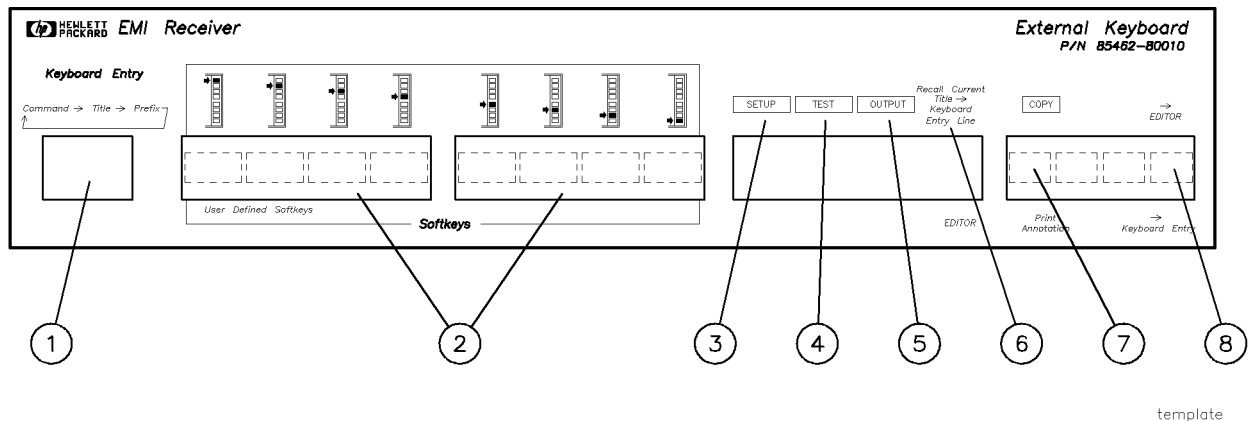 hp HEWLETT PACKARD EMI Receiver
External Keyboard
P/N 85462-80010
Keyboard Entry
Command → Title → Prefix
SETUP
TEST
OUTPUT
Recall Current
Title →
Keyboard
Entry Line
COPY
→
EDITOR
User Defined Softkeys
Softkeys
EDITOR
Print
Annotation
→
Keyboard Entry
1
2
3
4
5
6
7
8
template